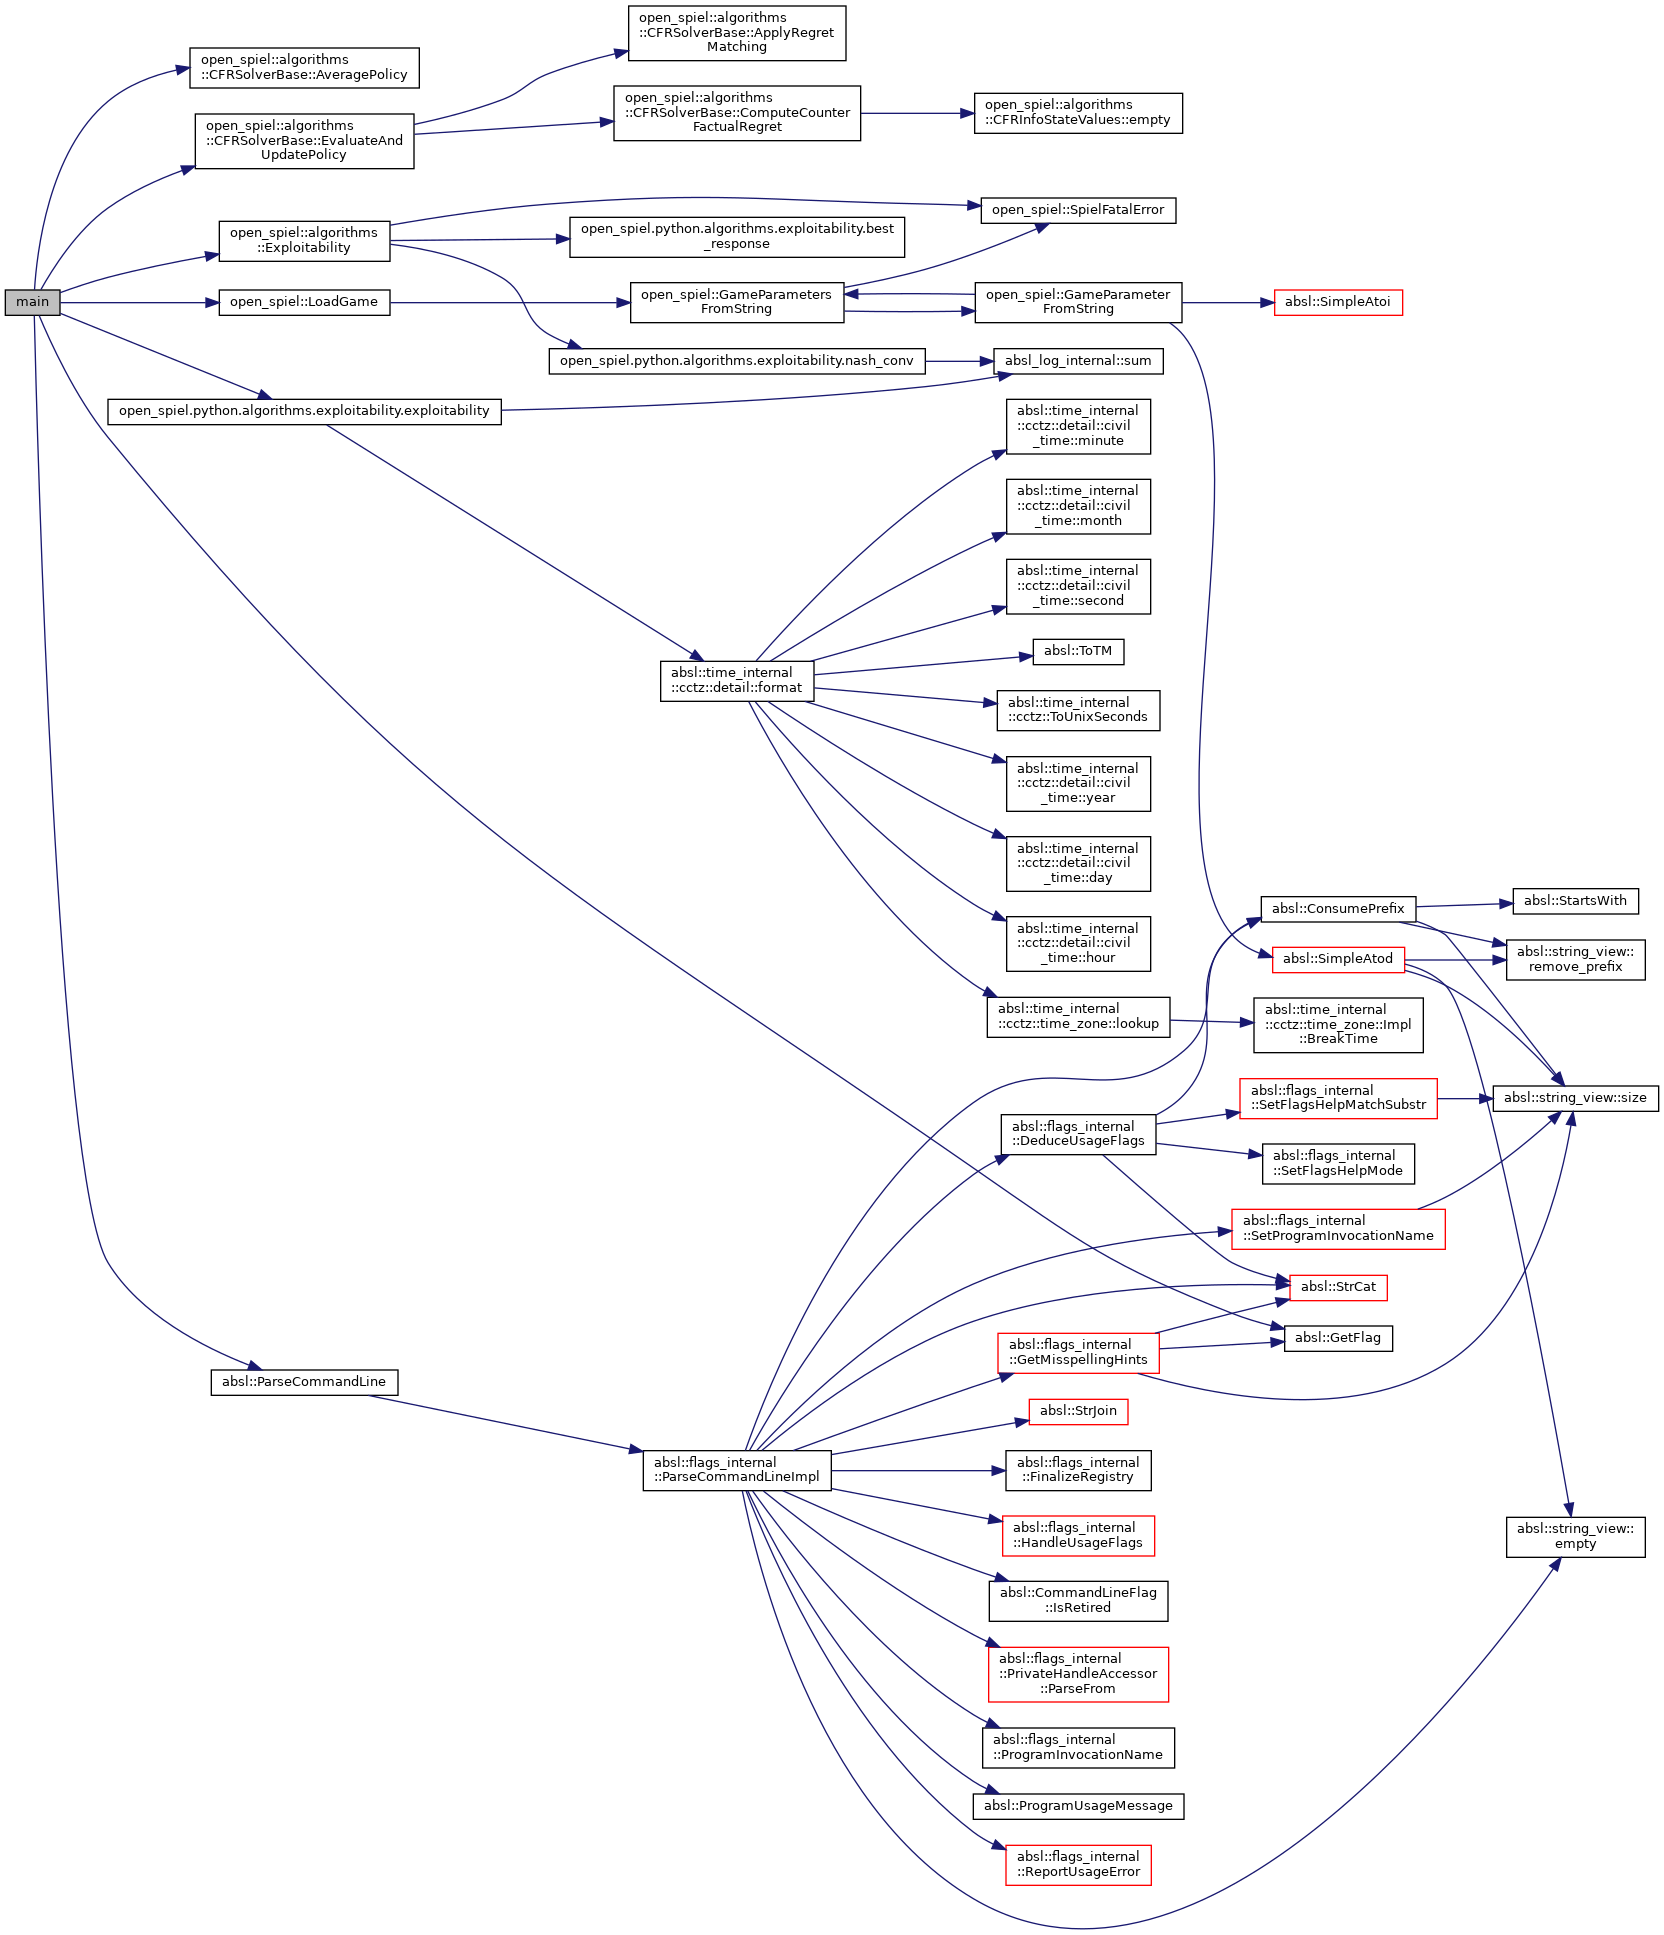 main
open_spiel::algorithms
::CFRSolverBase::AveragePolicy
open_spiel::algorithms
::CFRSolverBase::EvaluateAnd
UpdatePolicy
open_spiel::algorithms
::CFRSolverBase::ApplyRegret
Matching
open_spiel::algorithms
::CFRSolverBase::ComputeCounter
FactualRegret
open_spiel::algorithms
::CFRInfoStateValues::empty
open_spiel::algorithms
::Exploitability
open_spiel::SpielFatalError
open_spiel.python.algorithms.exploitability.best
_response
open_spiel::LoadGame
open_spiel::GameParameters
FromString
open_spiel::GameParameter
FromString
absl::SimpleAtoi
open_spiel.python.algorithms.exploitability.nash_conv
absl_log_internal::sum
open_spiel.python.algorithms.exploitability.exploitability
absl::time_internal
::cctz::detail::civil
_time::minute
absl::time_internal
::cctz::detail::civil
_time::month
absl::time_internal
::cctz::detail::civil
_time::second
absl::ToTM
absl::time_internal
::cctz::detail::format
absl::time_internal
::cctz::ToUnixSeconds
absl::time_internal
::cctz::detail::civil
_time::year
absl::time_internal
::cctz::detail::civil
_time::day
absl::time_internal
::cctz::detail::civil
_time::hour
absl::time_internal
::cctz::time_zone::lookup
absl::time_internal
::cctz::time_zone::Impl
::BreakTime
absl::ConsumePrefix
absl::StartsWith
absl::SimpleAtod
absl::string_view::
remove_prefix
absl::flags_internal
::DeduceUsageFlags
absl::flags_internal
::SetFlagsHelpMatchSubstr
absl::string_view::size
absl::flags_internal
::SetFlagsHelpMode
absl::flags_internal
::SetProgramInvocationName
absl::StrCat
absl::GetFlag
absl::flags_internal
::GetMisspellingHints
absl::ParseCommandLine
absl::StrJoin
absl::flags_internal
::ParseCommandLineImpl
absl::flags_internal
::FinalizeRegistry
absl::flags_internal
::HandleUsageFlags
absl::string_view::
empty
absl::CommandLineFlag
::IsRetired
absl::flags_internal
::PrivateHandleAccessor
::ParseFrom
absl::flags_internal
::ProgramInvocationName
absl::ProgramUsageMessage
absl::flags_internal
::ReportUsageError